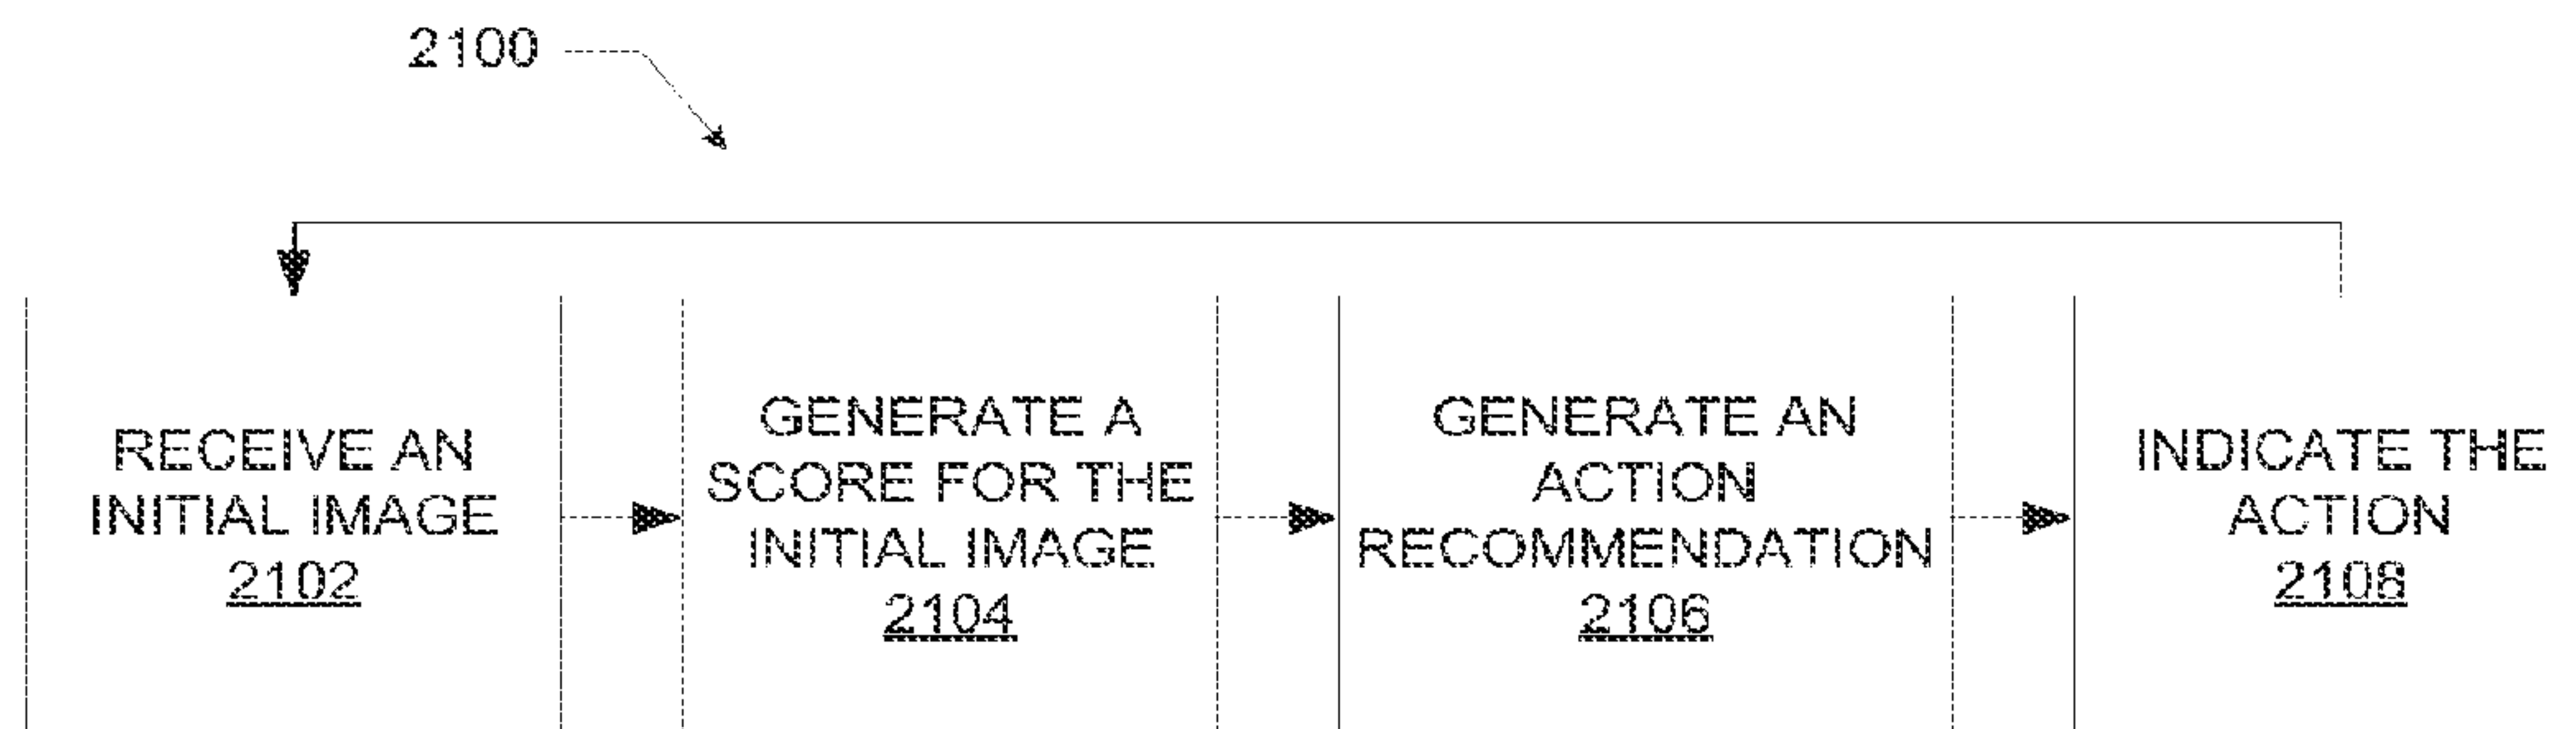 2100
RECEIVE AN
INITIAL IMAGE
2102
GENERATE A
SCORE FOR THE
INITIAL IMAGE
2104
GENERATE AN
ACTION
RECOMMENDATION
2106
INDICATE THE
ACTION
2108